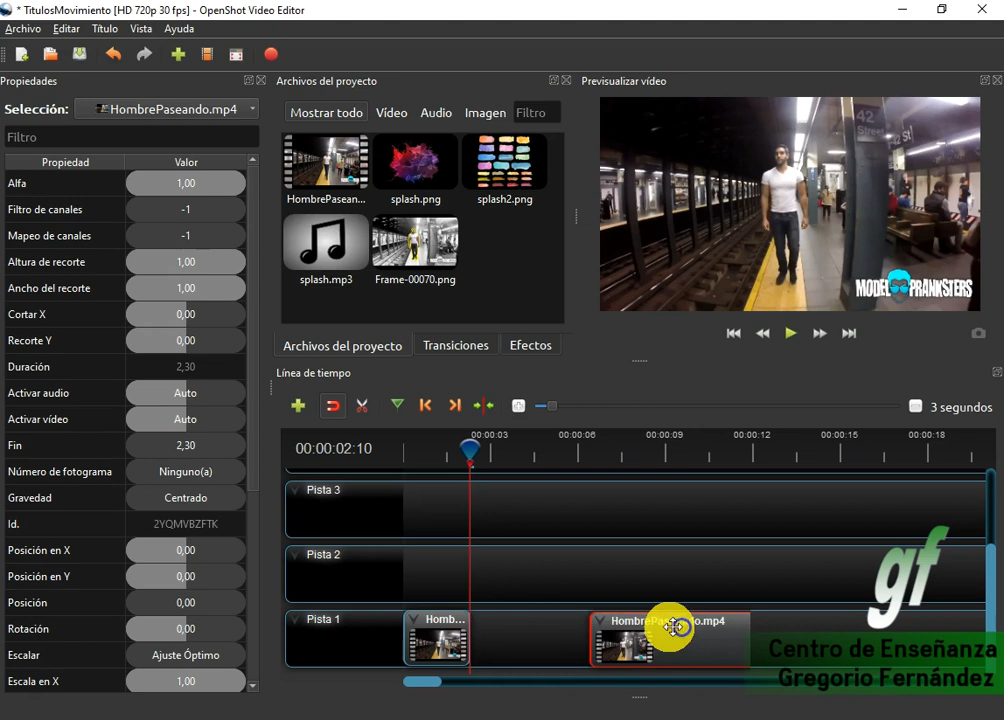 * TitulosMovimiento [HD 720p 30 fps] - OpenShot Video Editor
Archivo Editar Título Vista Ayuda
Propiedades
Selección: HombrePaseando.mp4
Filtro
Propiedad Valor
Alfa 1,00
Filtro de canales -1
Mapeo de canales -1
Altura de recorte 1,00
Ancho del recorte 1,00
Cortar X 0,00
Recorte Y 0,00
Duración 2,30
Activar audio Auto
Activar vídeo Auto
Fin 2,30
Número de fotograma Ninguno(a)
Gravedad Centrado
Id. 2YQMVBZFTK
Posición en X 0,00
Posición en Y 0,00
Posición 0,00
Rotación 0,00
Escalar Ajuste Óptimo
Escala en X 1,00
Archivos del proyecto
Mostrar todo Vídeo Audio Imagen Filtro
HombrePasean... splash.png splash2.png
splash.mp3 Frame-00070.png
Archivos del proyecto Transiciones Efectos
Previsualizar vídeo
42
Street
42 St
MODEL PRANKSTERS
Línea de tiempo
3 segundos
00:00:02:10
00:00:03 00:00:06 00:00:09 00:00:12 00:00:15 00:00:18
Pista 3
Pista 2
Pista 1
Homb...
HombrePaseando.mp4
gf
Centro de Enseñanza
Gregorio Fernández